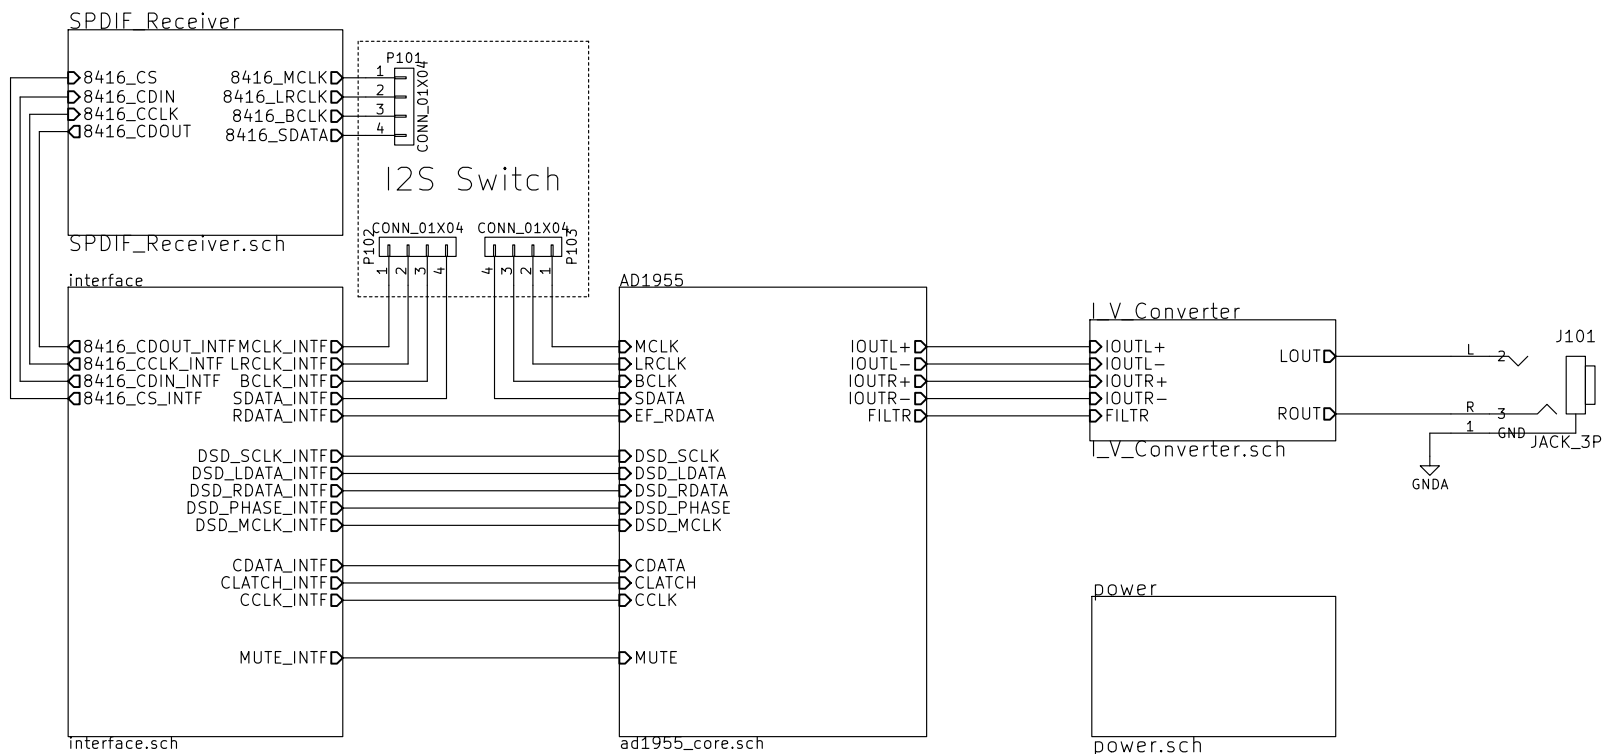 SPDIF_Receiver
8416_CS
8416_CDIN
8416_CCLK
8416_CDOUT
8416_MCLK
8416_LRCLK
8416_BCLK
8416_SDATA
SPDIF_Receiver.sch
P101
1
2
3
4
CONN_01X04
I2S Switch
CONN_01X04
P102
1
2
3
4
CONN_01X04
P103
4
3
2
1
interface
8416_CDOUT_INTF
8416_CCLK_INTF
8416_CDIN_INTF
8416_CS_INTF
MCLK_INTF
LRCLK_INTF
BCLK_INTF
SDATA_INTF
RDATA_INTF
DSD_SCLK_INTF
DSD_LDATA_INTF
DSD_RDATA_INTF
DSD_PHASE_INTF
DSD_MCLK_INTF
CDATA_INTF
CLATCH_INTF
CCLK_INTF
MUTE_INTF
interface.sch
AD1955
MCLK
LRCLK
BCLK
SDATA
EF_RDATA
DSD_SCLK
DSD_LDATA
DSD_RDATA
DSD_PHASE
DSD_MCLK
CDATA
CLATCH
CCLK
MUTE
IOUTL+
IOUTL-
IOUTR+
IOUTR-
FILTR
ad1955_core.sch
I_V_Converter
IOUTL+
IOUTL-
IOUTR+
IOUTR-
FILTR
LOUT
ROUT
I_V_Converter.sch
J101
L
2
R
3
1
GND
JACK_3P
GNDA
power
power.sch